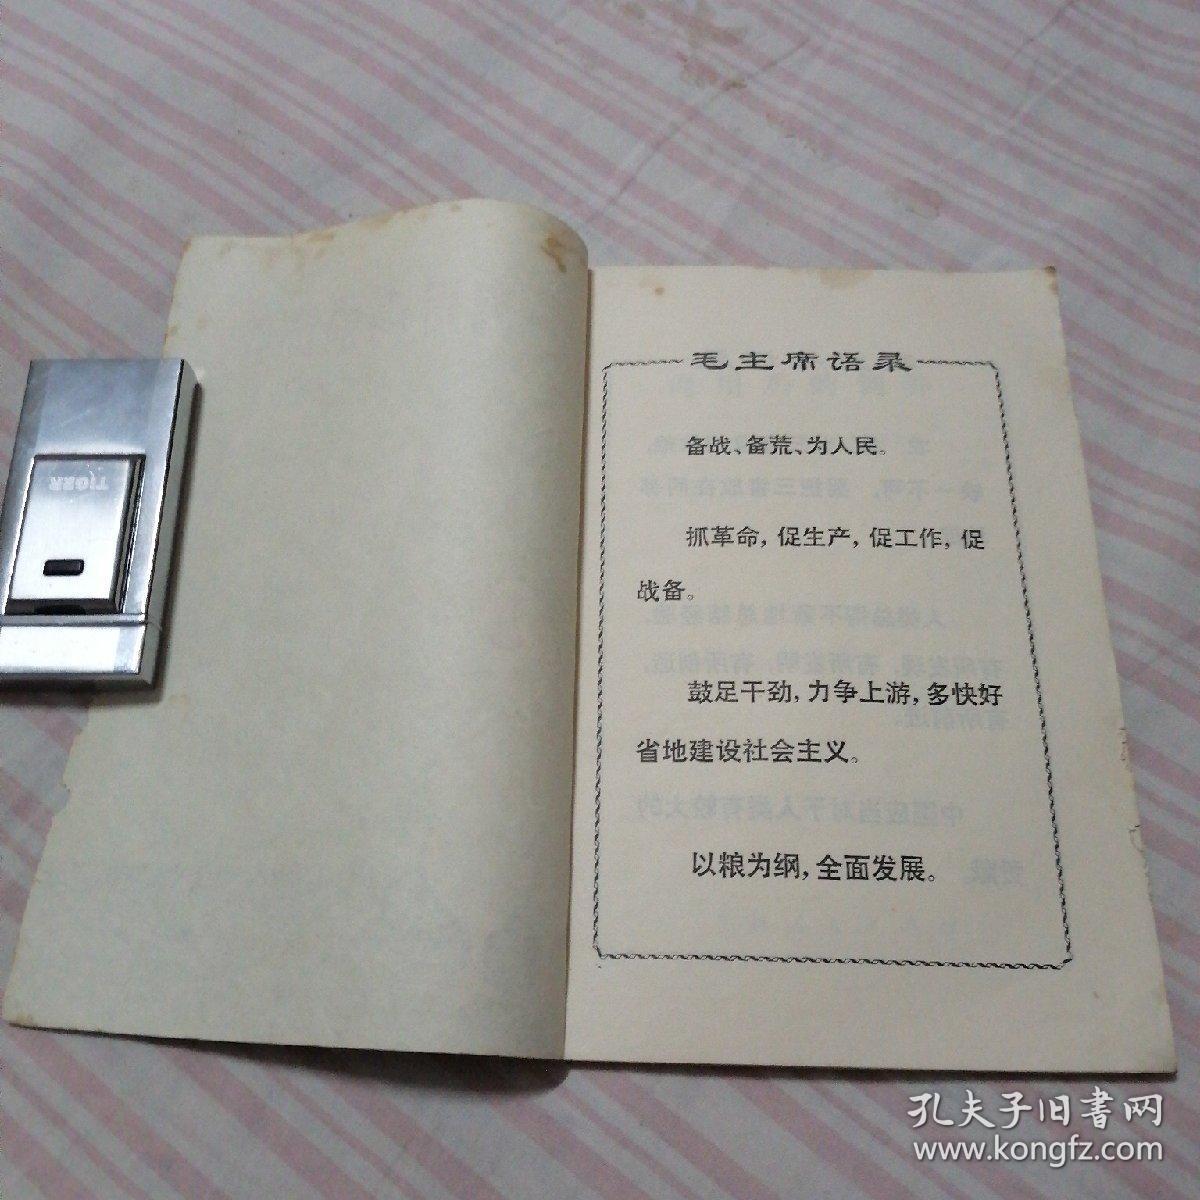 毛主席语录
备战、备荒、为人民。
抓革命，促生产，促工作，促
战备。
鼓足干劲，力争上游，多快好
省地建设社会主义。
以粮为纲，全面发展。
TIGRR
孔夫子旧书网
www.kongfz.com